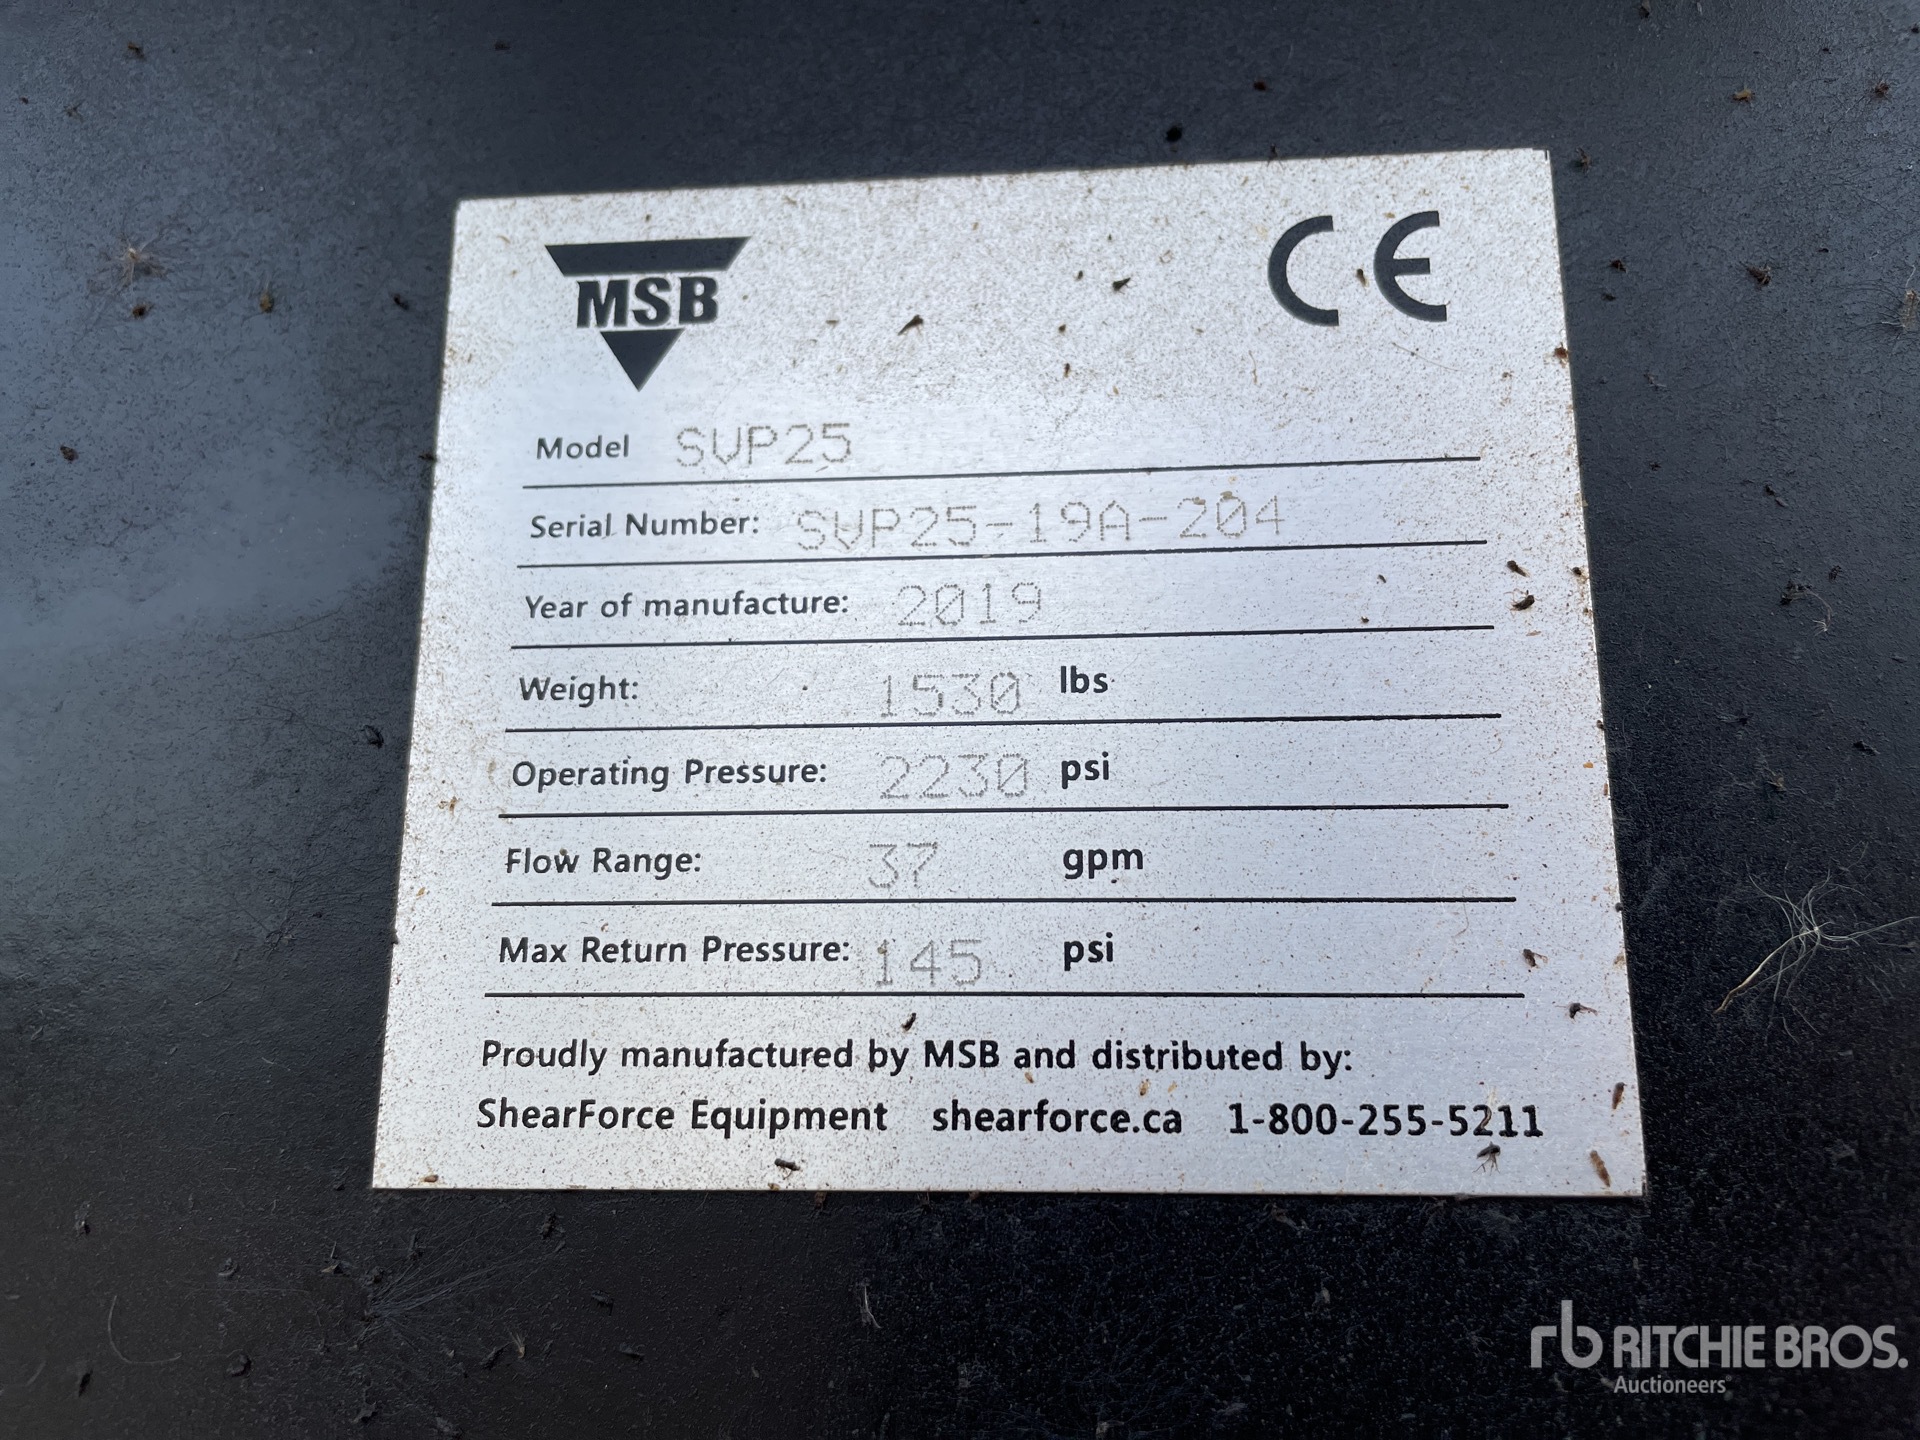 MSB
CE
Model SVP25
Serial Number: SVP25-19A-204
Year of manufacture: 2019
Weight: 1530 lbs
Operating Pressure: 2230 psi
Flow Range: 37 gpm
Max Return Pressure: 145 psi
Proudly manufactured by MSB and distributed by:
ShearForce Equipment shearforce.ca 1-800-255-5211
rb RITCHIE BROS.
Auctioneers